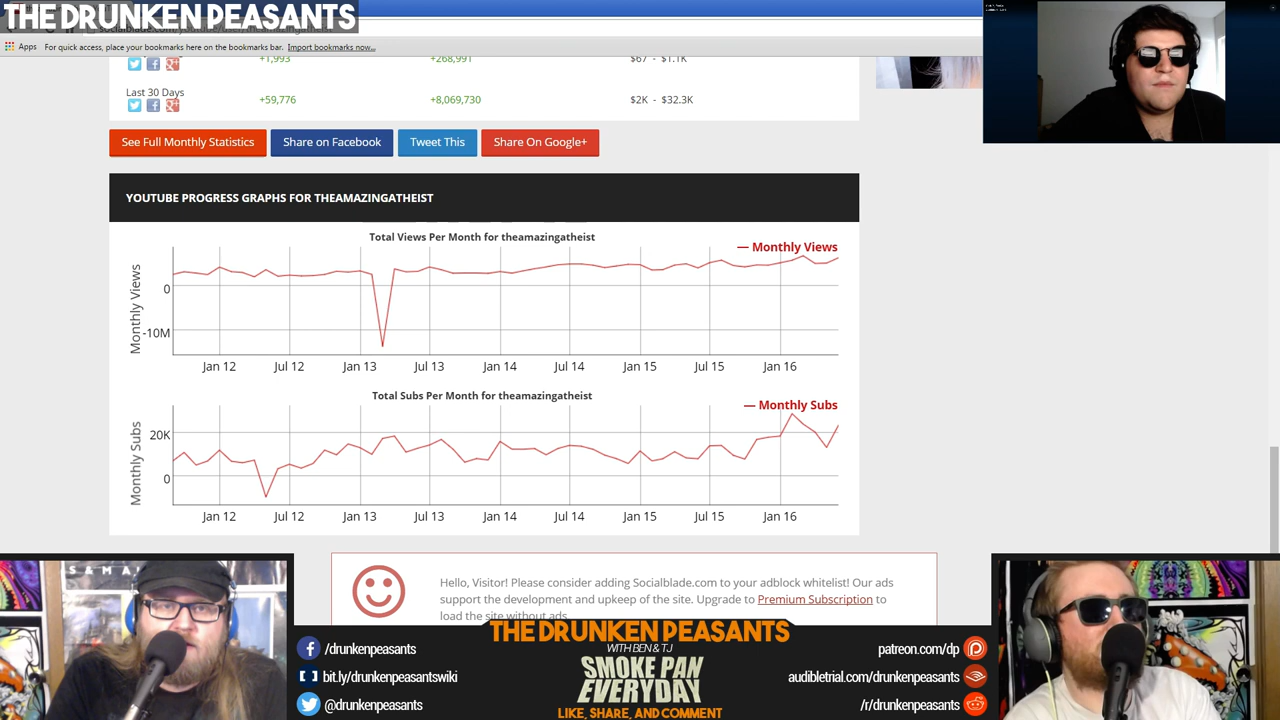 THE DRUNKEN PEASANTS
Apps For quick access, place your bookmarks here on the bookmarks bar. Import bookmarks now...
+1,993 +268,991 $67 - $1.1K
Last 30 Days +59,776 +8,069,730 $2K - $32.3K
See Full Monthly Statistics Share on Facebook Tweet This Share On Google+
YOUTUBE PROGRESS GRAPHS FOR THEAMAZINGATHEIST
Total Views Per Month for theamazingatheist
— Monthly Views
Monthly Views
0
-10M
Jan 12 Jul 12 Jan 13 Jul 13 Jan 14 Jul 14 Jan 15 Jul 15 Jan 16
Total Subs Per Month for theamazingatheist
— Monthly Subs
Monthly Subs
20K
0
Jan 12 Jul 12 Jan 13 Jul 13 Jan 14 Jul 14 Jan 15 Jul 15 Jan 16
Hello, Visitor! Please consider adding Socialblade.com to your adblock whitelist! Our ads
support the development and upkeep of the site. Upgrade to Premium Subscription to
load the site without ads.
THE DRUNKEN PEASANTS
WITH BEN & TJ
SMOKE PAN
EVERYDAY
LIKE, SHARE, AND COMMENT
/drunkenpeasants
bit.ly/drunkenpeasantswiki
@drunkenpeasants
patreon.com/dp
audibletrial.com/drunkenpeasants
/r/drunkenpeasants